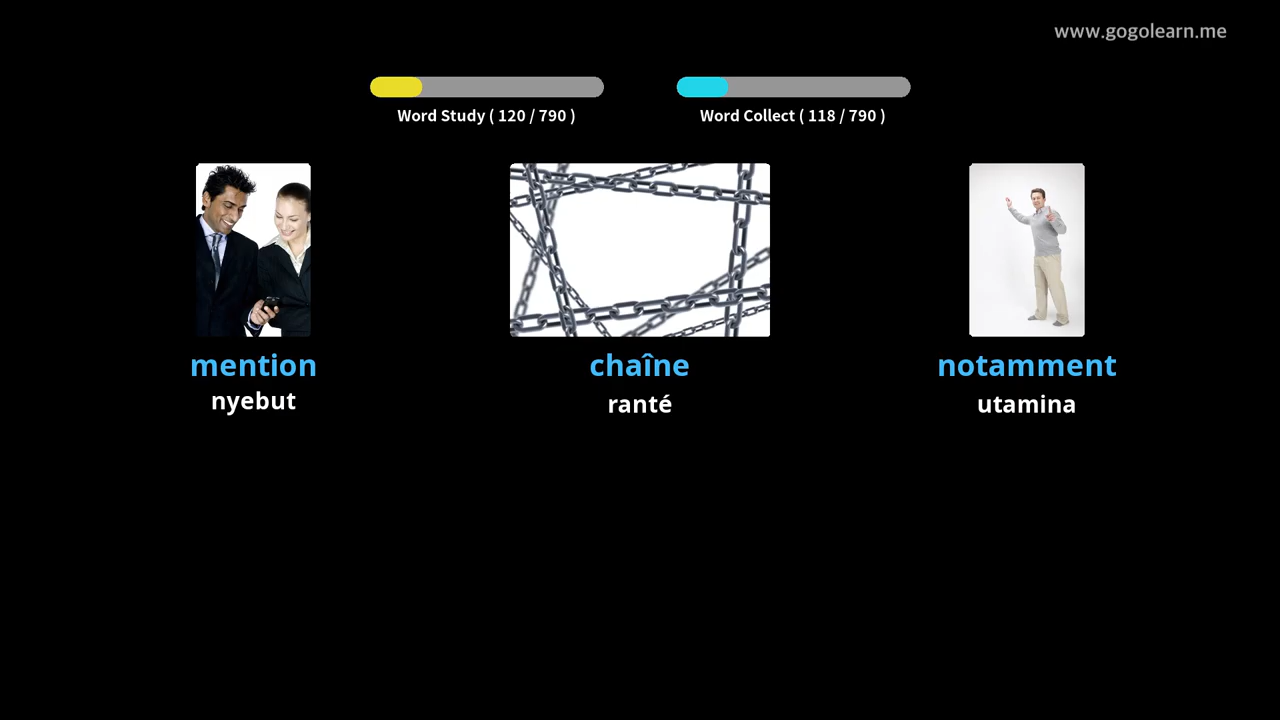 www.gogolearn.me
Word Study ( 120 / 790 )
Word Collect ( 118 / 790 )
mention
nyebut
chaîne
ranté
notamment
utamina